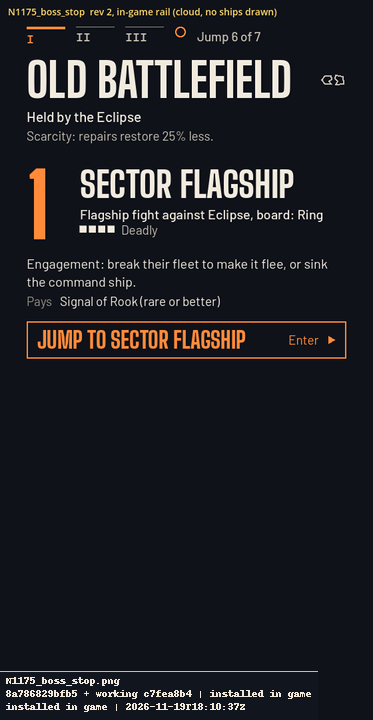 N1175_boss_stop rev 2, in-game rail (cloud, no ships drawn)
I II III Jump 6 of 7
OLD BATTLEFIELD
Held by the Eclipse
Scarcity: repairs restore 25% less.
1 SECTOR FLAGSHIP
Flagship fight against Eclipse, board: Ring
Deadly
Engagement: break their fleet to make it flee, or sink
the command ship.
Pays Signal of Rook (rare or better)
JUMP TO SECTOR FLAGSHIP Enter
N1175_boss_stop.png
8a786829bfb5 + working c7fea8b4 | installed in game
installed in game | 2026-11-19T18:10:37Z